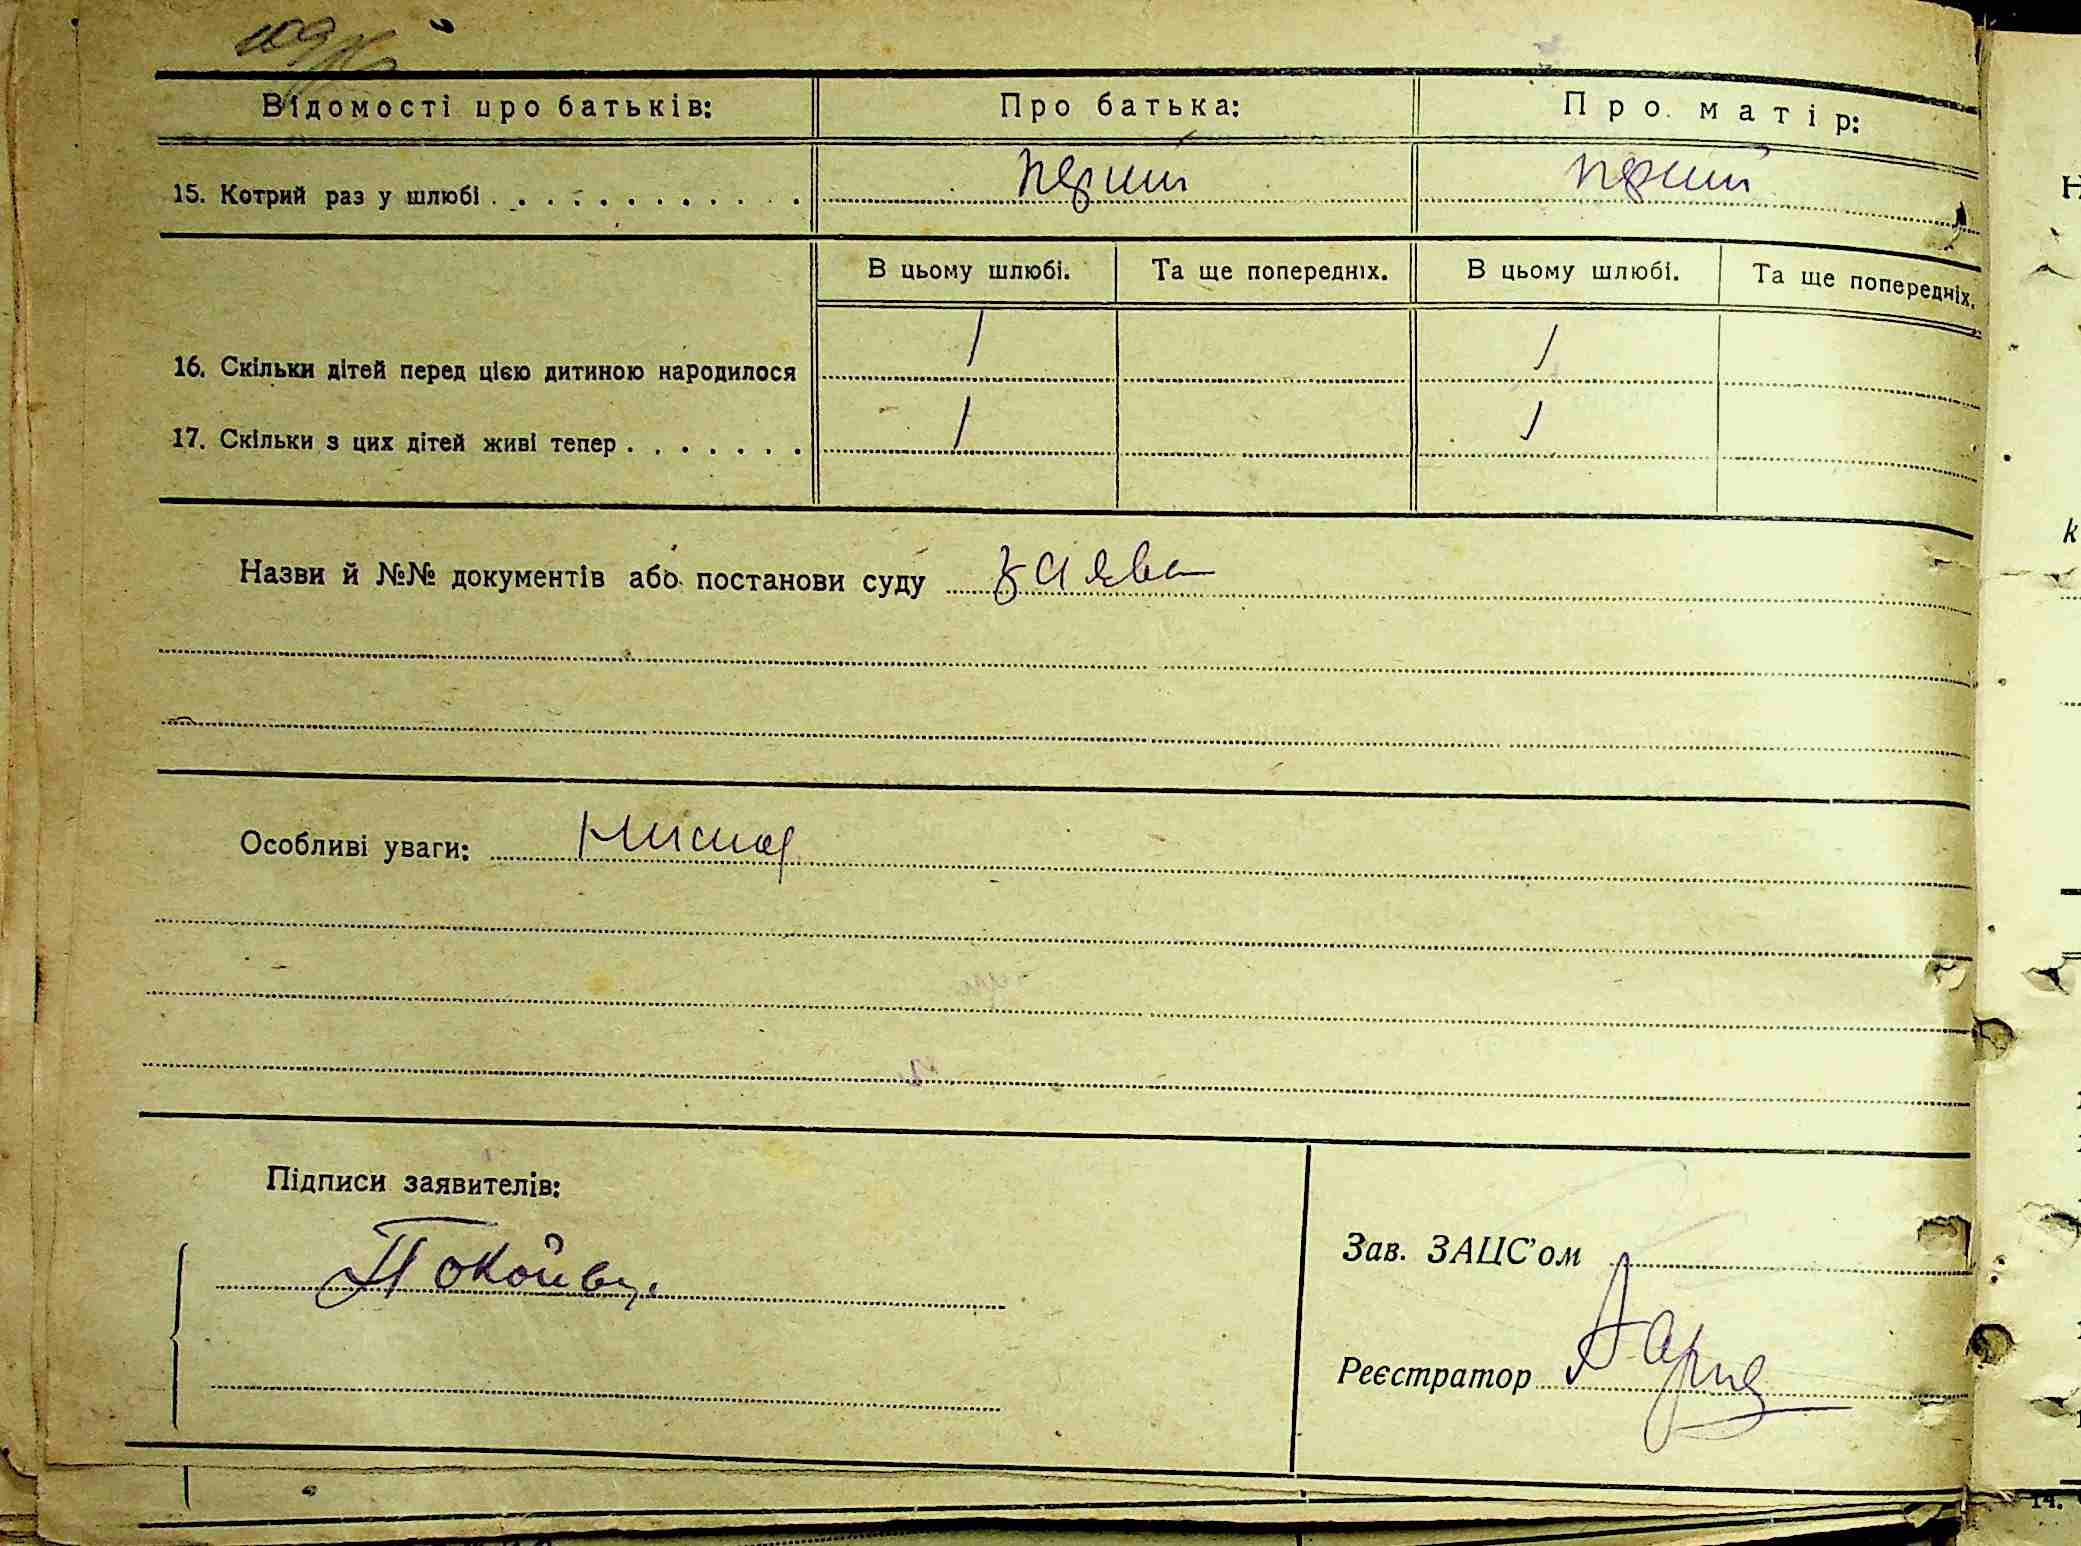 Відомості про батьків: Про батька: Про матір:
15. Котрий раз у шлюбі . . . . . . . . . . . . перший перший
В цьому шлюбі. Та ще попередніх. В цьому шлюбі. Та ще попередніх.
16. Скільки дітей перед цією дитиною народилося 1 1
17. Скільки з цих дітей живі тепер . . . . . . . 1 1
Назви й №№ документів або постанови суду заява
Особливі уваги:
Підписи заявителів:
Зав. ЗАЦС'ом
Реєстратор